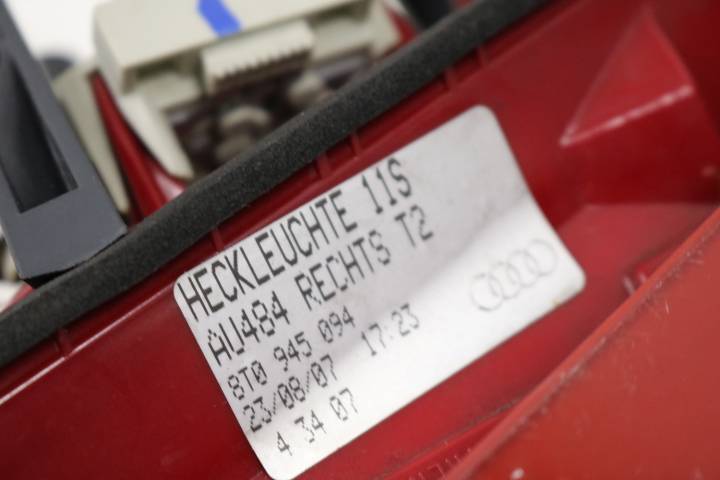 HECKLEUCHTE 11S
AU484 RECHTS T2
8T0 945 094
23/08/07 17:23
4 34 07